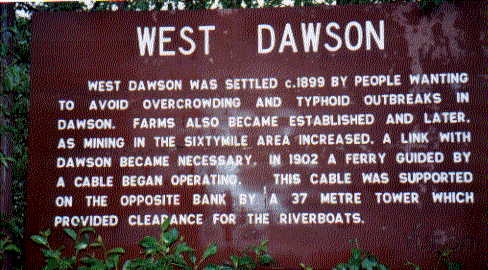 WEST DAWSON
WEST DAWSON WAS SETTLED c.1899 BY PEOPLE WANTING
TO AVOID OVERCROWDING AND TYPHOID OUTBREAKS IN
DAWSON. FARMS ALSO BECAME ESTABLISHED AND LATER,
AS MINING IN THE SIXTYMILE AREA INCREASED, A LINK WITH
DAWSON BECAME NECESSARY. IN 1902 A FERRY GUIDED BY
A CABLE BEGAN OPERATING. THIS CABLE WAS SUPPORTED
ON THE OPPOSITE BANK BY A 37 METRE TOWER WHICH
PROVIDED CLEARANCE FOR THE RIVERBOATS.